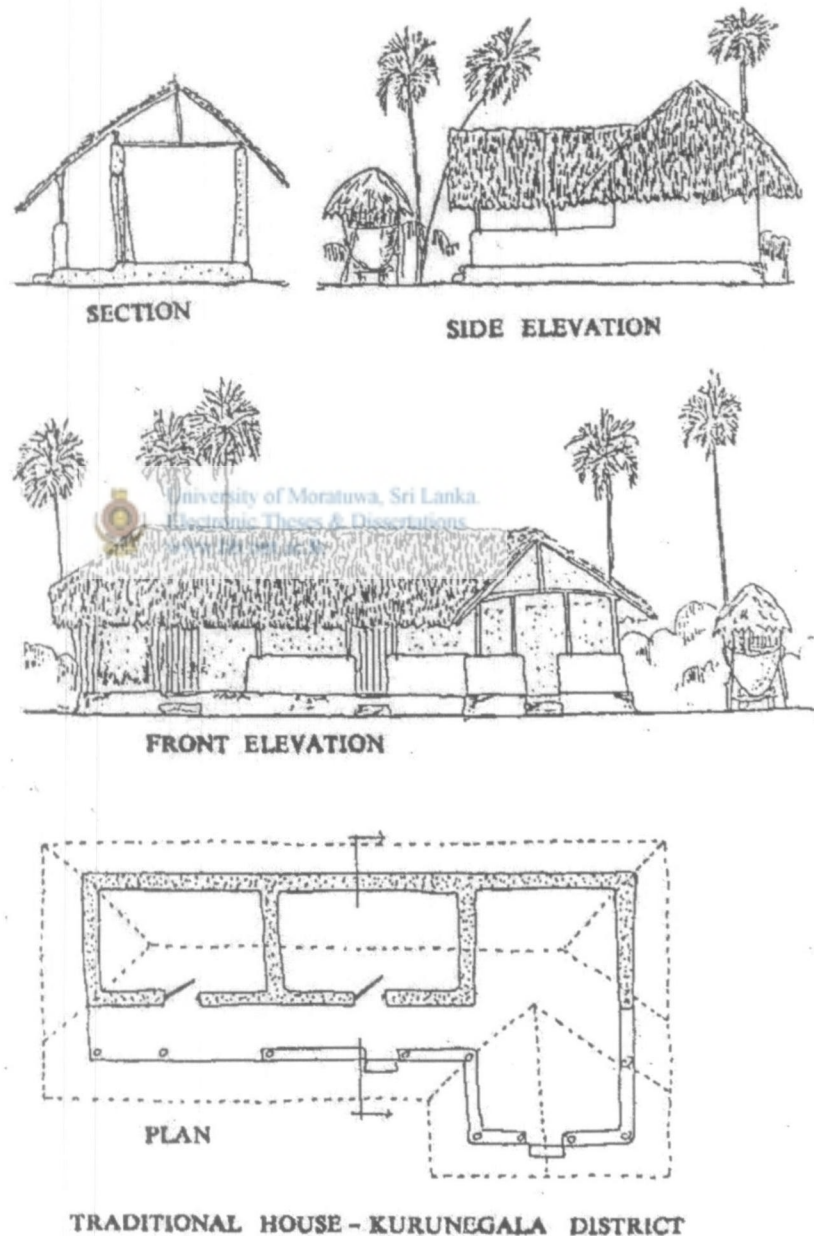 SECTION
SIDE ELEVATION
University of Moratuwa, Sri Lanka.
Electronic Theses & Dissertations
FRONT ELEVATION
PLAN
TRADITIONAL HOUSE - KURUNEGALA DISTRICT